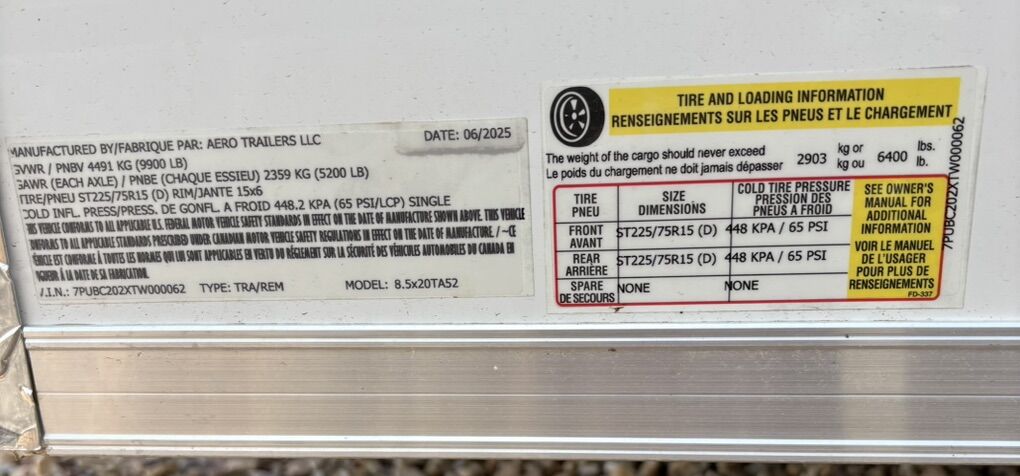 MANUFACTURED BY/FABRIQUE PAR: AERO TRAILERS LLC
DATE: 06/2025
GVWR / PNBV 4491 KG (9900 LB)
GAWR (EACH AXLE) / PNBE (CHAQUE ESSIEU) 2359 KG (5200 LB)
TIRE/PNEU ST225/75R15 (D) RIM/JANTE 15x6
COLD INFL. PRESS/PRESS. DE GONFL. A FROID 448.2 KPA (65 PSI/LCP) SINGLE
THIS VEHICLE CONFORMS TO ALL APPLICABLE U.S. FEDERAL MOTOR VEHICLE SAFETY STANDARDS IN EFFECT ON THE DATE OF MANUFACTURE SHOWN ABOVE. THIS VEHICLE
CONFORMS TO ALL APPLICABLE STANDARDS PRESCRIBED UNDER CANADIAN MOTOR VEHICLE SAFETY REGULATIONS IN EFFECT ON THE DATE OF MANUFACTURE. / ~CE
VÉHICLE EST CONFORME À TOUTES LES NORMES QUI LUI SONT APPLICABLES EN VERTU DU RÈGLEMENT SUR LA SÉCURITÉ DES VÉHICULES AUTOMOBILES DU CANADA EN
VIGUEUR À LA DATE DE SA FABRICATION.
V.I.N.: 7PUBC202XTW000062 TYPE: TRA/REM MODEL: 8.5x20TA52
TIRE AND LOADING INFORMATION
RENSEIGNEMENTS SUR LES PNEUS ET LE CHARGEMENT
The weight of the cargo should never exceed 2903 kg or 6400 lbs.
Le poids du chargement ne doit jamais dépasser kg ou lb.
TIRE
PNEU
SIZE
DIMENSIONS
COLD TIRE PRESSURE
PRESSION DES
PNEUS A FROID
FRONT
AVANT
ST225/75R15 (D)
448 KPA / 65 PSI
REAR
ARRIÈRE
ST225/75R15 (D)
448 KPA / 65 PSI
SPARE
DE SECOURS
NONE
NONE
SEE OWNER'S
MANUAL FOR
ADDITIONAL
INFORMATION
VOIR LE MANUEL
DE L'USAGER
POUR PLUS DE
RENSEIGNEMENTS
FD-337
7PUBC202XTW000062